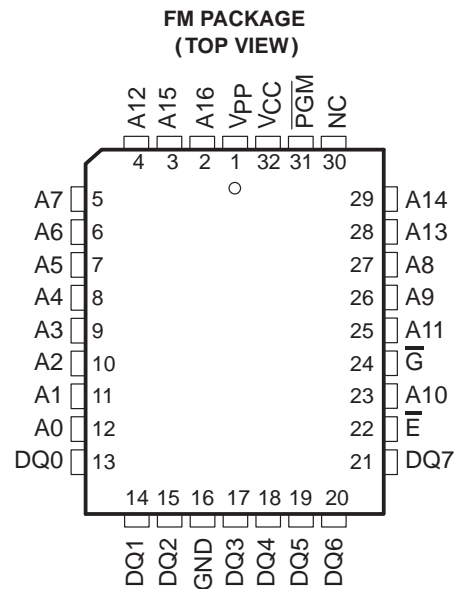 FM PACKAGE
(TOP VIEW)
A12 A15 A16 VPP VCC P̅G̅M̅ NC
4 3 2 1 32 31 30
A7 5 29 A14
A6 6 28 A13
A5 7 27 A8
A4 8 26 A9
A3 9 25 A11
A2 10 24 G̅
A1 11 23 A10
A0 12 22 E̅
DQ0 13 21 DQ7
14 15 16 17 18 19 20
DQ1 DQ2 GND DQ3 DQ4 DQ5 DQ6